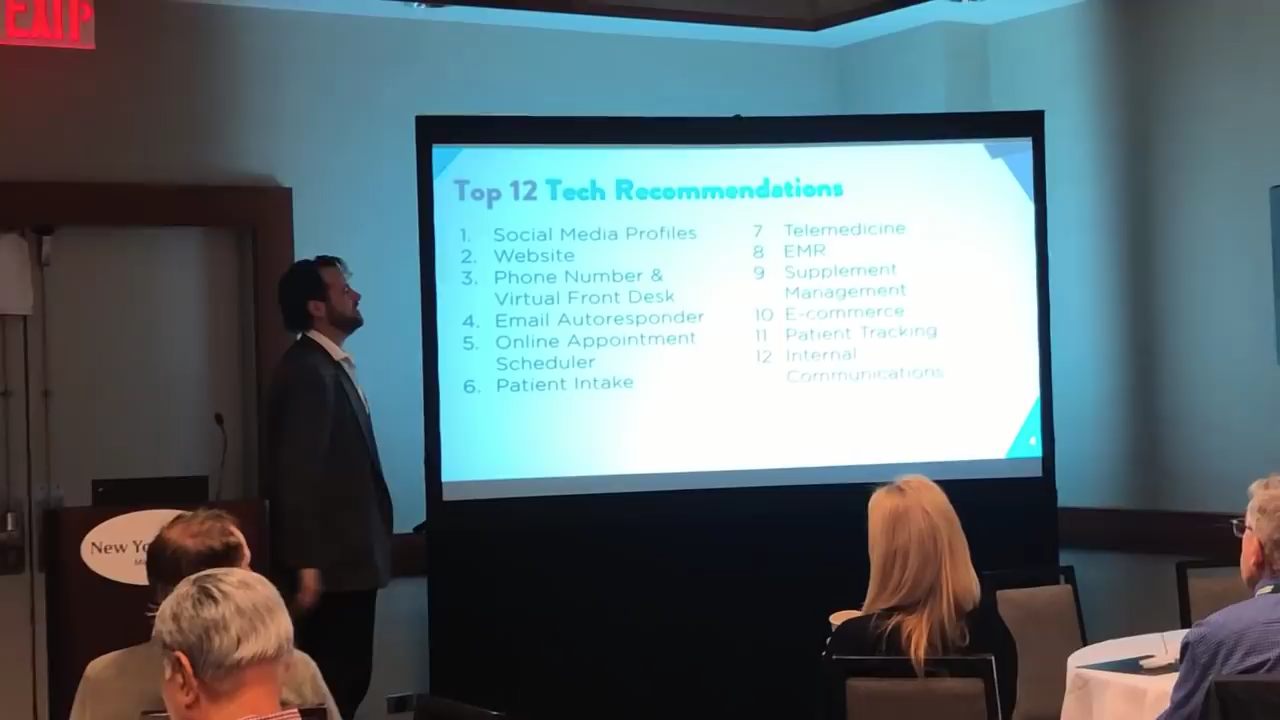 EXIT
Top 12 Tech Recommendations
1. Social Media Profiles
2. Website
3. Phone Number &
Virtual Front Desk
4. Email Autoresponder
5. Online Appointment
Scheduler
6. Patient Intake
7 Telemedicine
8 EMR
9 Supplement
Management
10 E-commerce
11 Patient Tracking
12 Internal
Communications
4
New